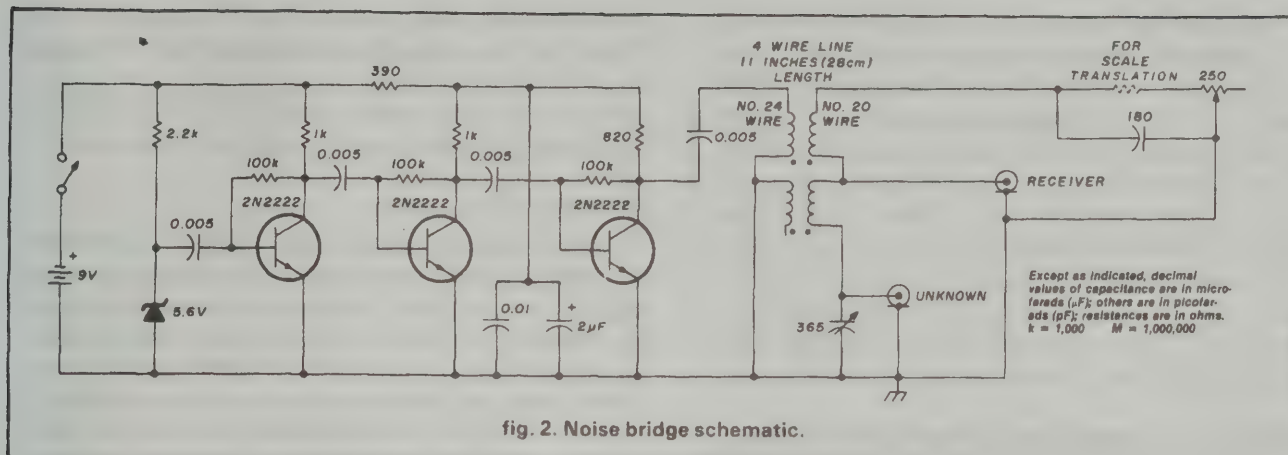 4 WIRE LINE
11 INCHES (28cm)
LENGTH
FOR
SCALE
TRANSLATION
250
390
NO. 24
WIRE
NO. 20
WIRE
2.2k
1k
1k
820
0.005
180
100k
0.005
100k
0.005
100k
2N2222
2N2222
2N2222
RECEIVER
0.005
+
9V
5.6V
0.01
+
2µF
365
UNKNOWN
Except as indicated, decimal
values of capacitance are in micro-
farads (µF); others are in picofar-
ads (pF); resistances are in ohms.
k = 1,000 M = 1,000,000
fig. 2. Noise bridge schematic.